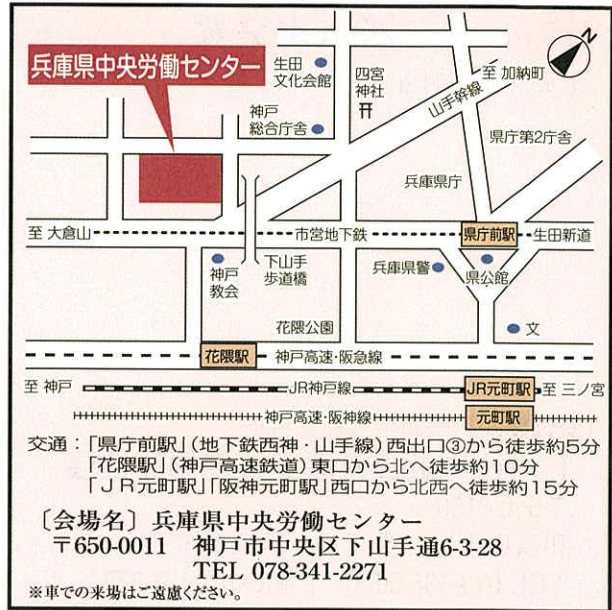 兵庫県中央労働センター
生田
文化会館
四宮
神社
至 加納町
N
山手幹線
神戸
総合庁舎
県庁第2庁舎
兵庫県庁
至 大倉山
市営地下鉄
県庁前駅
生田新道
神戸
教会
下山手
歩道橋
兵庫県警
県公館
花隈公園
文
花隈駅
神戸高速・阪急線
至 神戸
JR神戸線
JR元町駅
至 三ノ宮
神戸高速・阪神線
元町駅
交通：「県庁前駅」(地下鉄西神・山手線)西出口③から徒歩約5分
「花隈駅」(神戸高速鉄道)東口から北へ徒歩約10分
「ＪＲ元町駅」「阪神元町駅」西口から北西へ徒歩約15分
〔会場名〕兵庫県中央労働センター
〒650-0011　神戸市中央区下山手通6-3-28
TEL 078-341-2271
※車での来場はご遠慮ください。